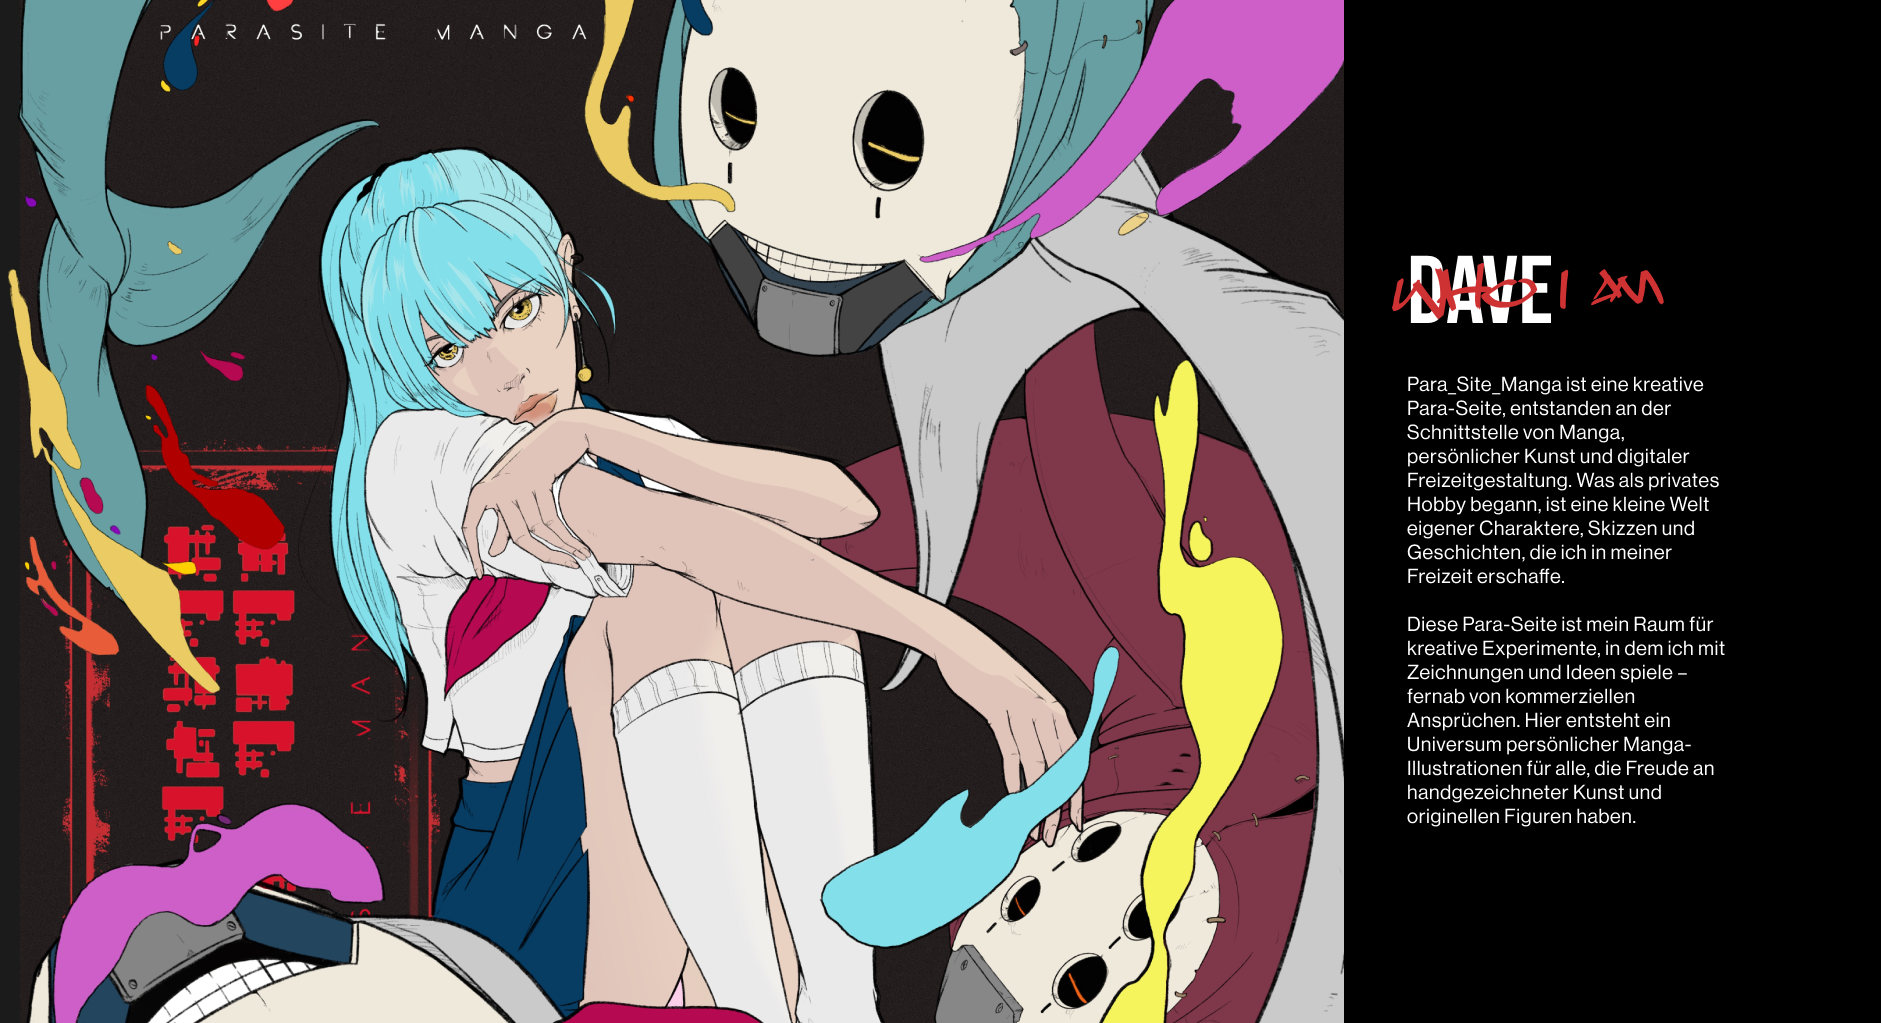 PARASITE MANGA
DAVE
WHO I AM
Para_Site_Manga ist eine kreative
Para-Seite, entstanden an der
Schnittstelle von Manga,
persönlicher Kunst und digitaler
Freizeitgestaltung. Was als privates
Hobby begann, ist eine kleine Welt
eigener Charaktere, Skizzen und
Geschichten, die ich in meiner
Freizeit erschaffe.
Diese Para-Seite ist mein Raum für
kreative Experimente, in dem ich mit
Zeichnungen und Ideen spiele –
fernab von kommerziellen
Ansprüchen. Hier entsteht ein
Universum persönlicher Manga-
Illustrationen für alle, die Freude an
handgezeichneter Kunst und
originellen Figuren haben.